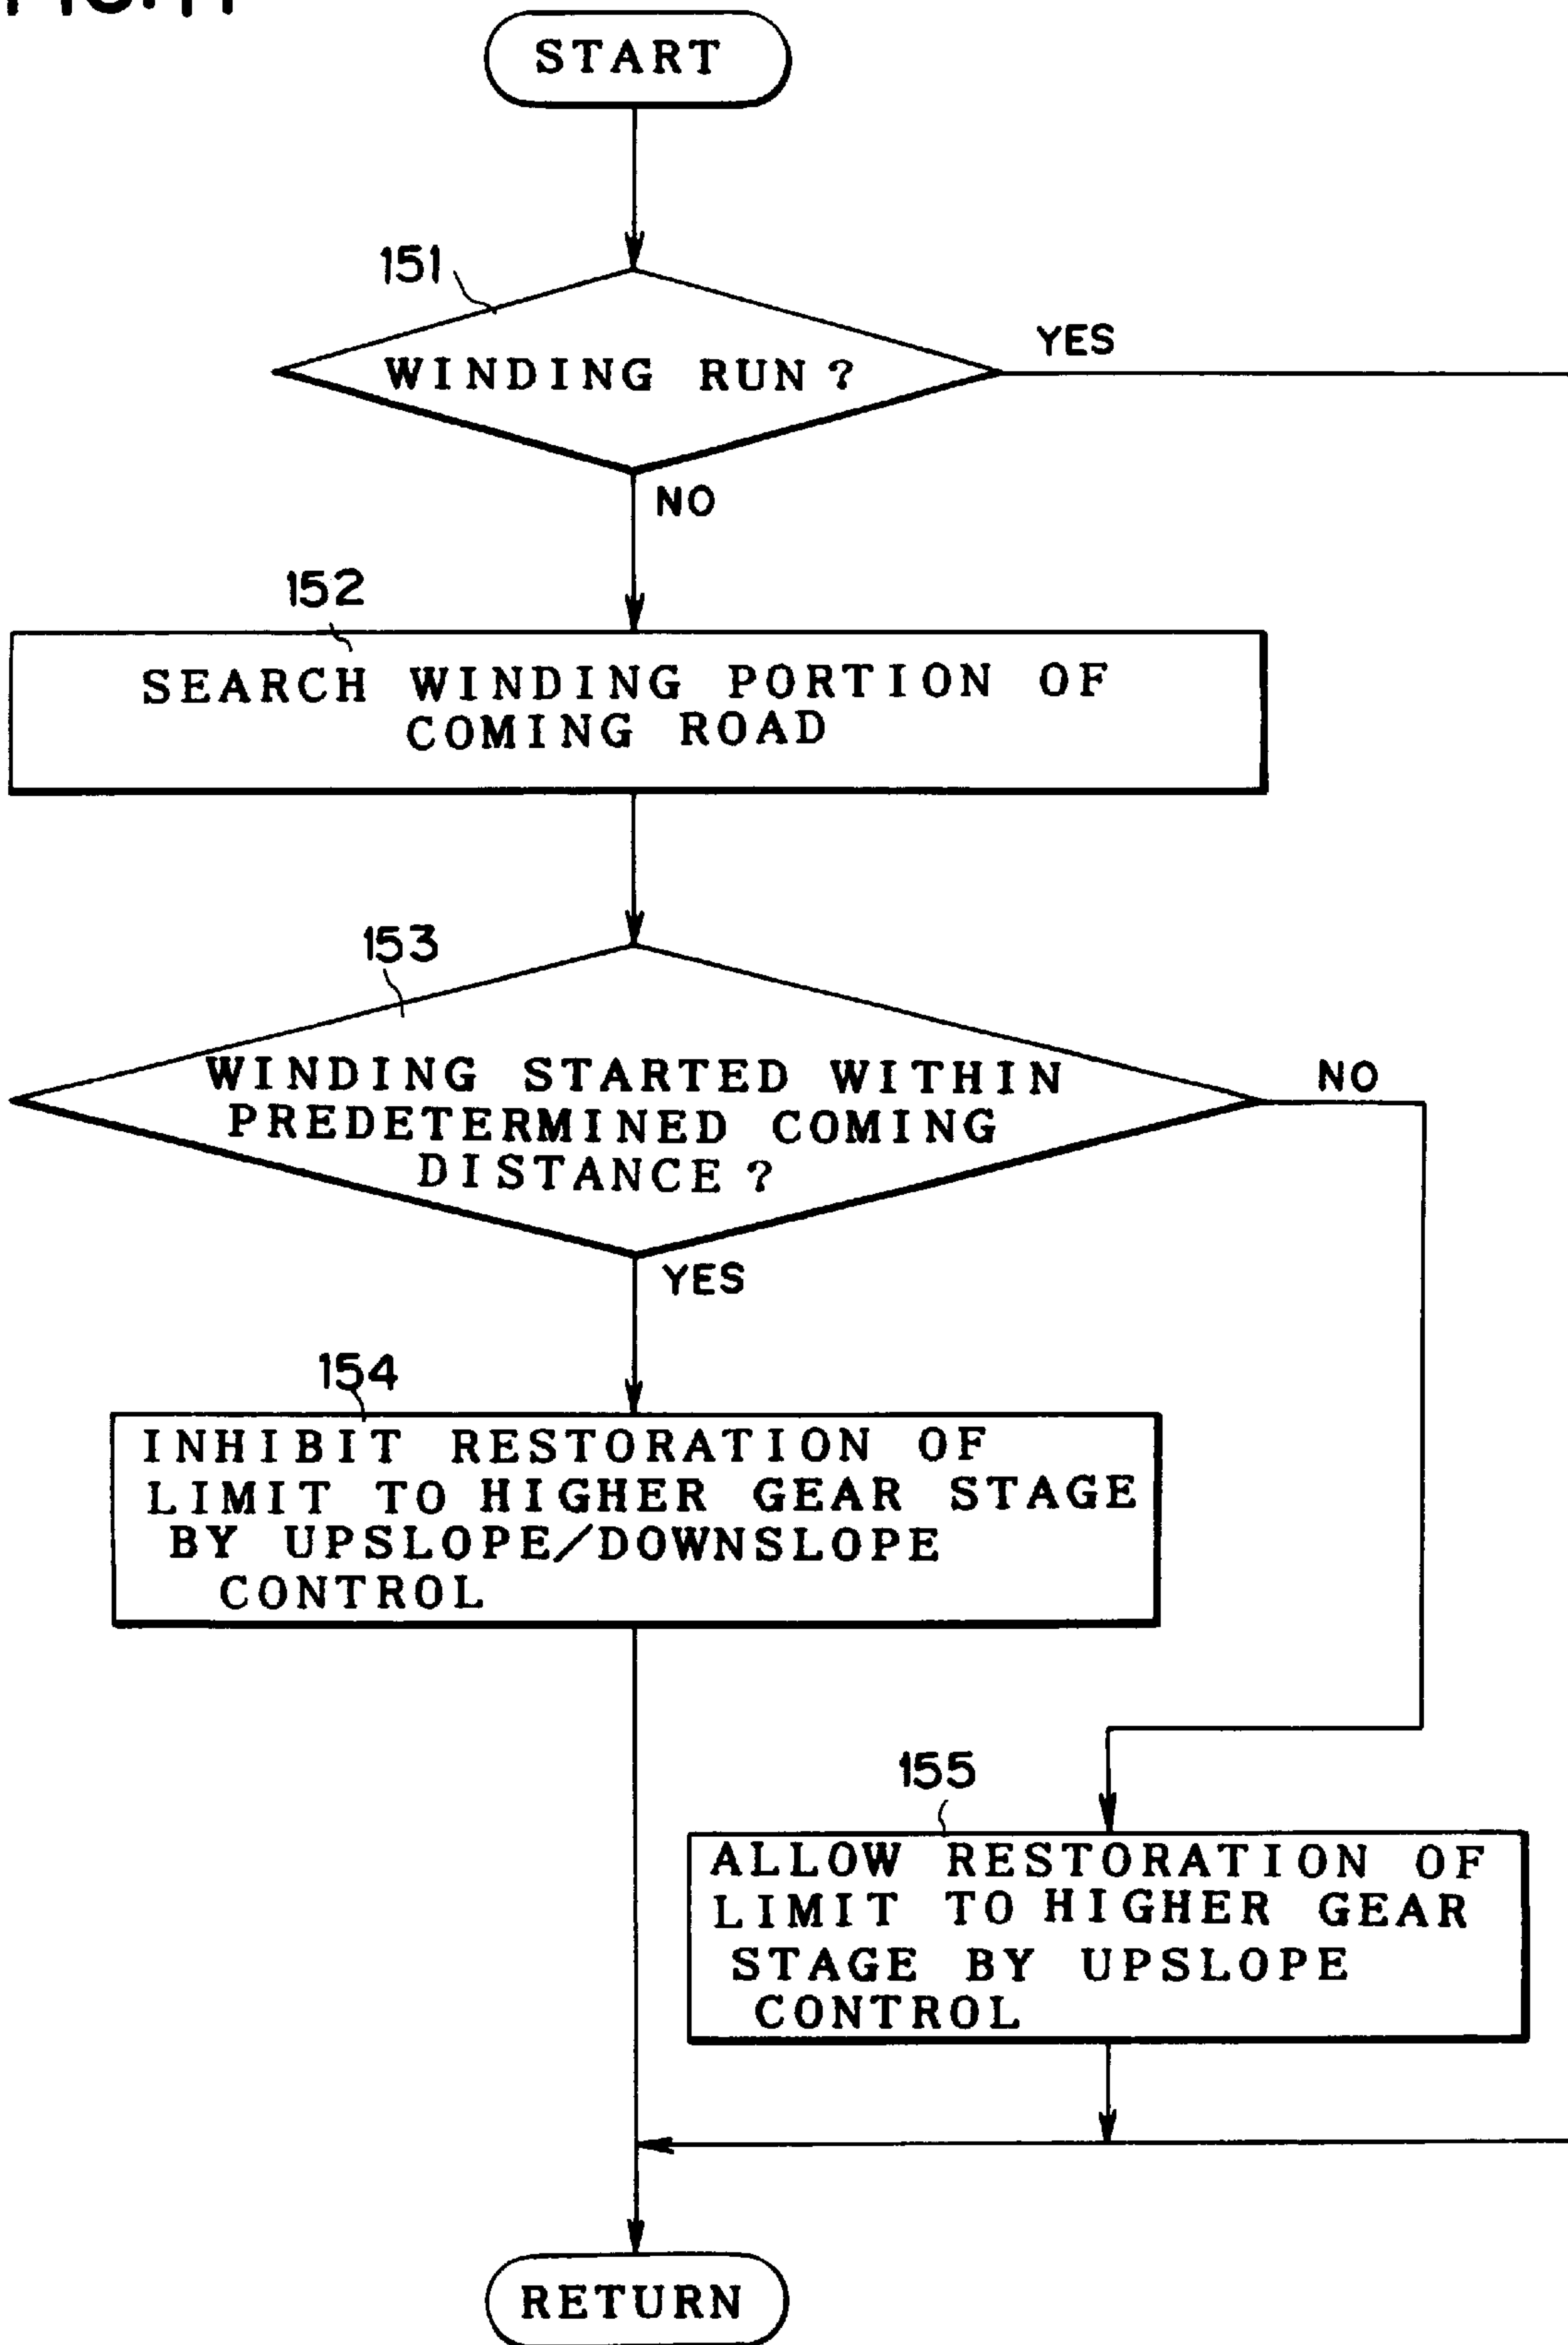 START
151
WINDING RUN?
YES
NO
152
SEARCH WINDING PORTION OF
COMING ROAD
153
WINDING STARTED WITHIN
PREDETERMINED COMING
DISTANCE?
NO
YES
154
INHIBIT RESTORATION OF
LIMIT TO HIGHER GEAR STAGE
BY UPSLOPE/DOWNSLOPE
CONTROL
155
ALLOW RESTORATION OF
LIMIT TO HIGHER GEAR
STAGE BY UPSLOPE
CONTROL
RETURN